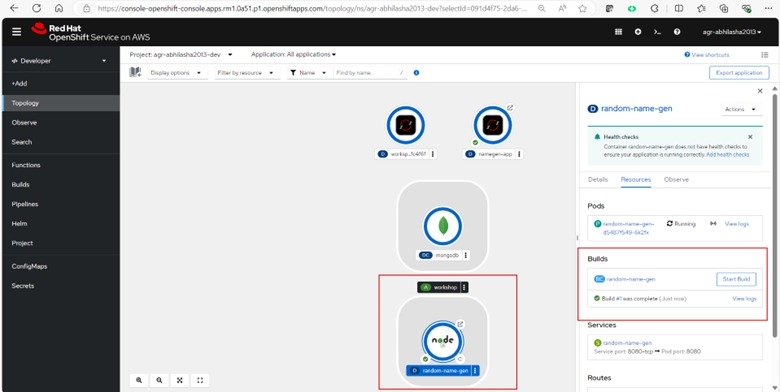 https://console-openshift-console.apps.rm1.0a51.p1.openshiftapps.com/topology/ns/agr-abhilasha2013-dev?selectId=091d4f75-2da6-...
Red Hat
OpenShift Service on AWS
agr-abhilasha2013
Developer
Project: agr-abhilasha2013-dev
Application: All applications
View shortcuts
Display options
Filter by resource
Name
Find by name...
/
Export application
+Add
Topology
Observe
Search
Functions
Builds
Pipelines
Helm
Project
ConfigMaps
Secrets
D
D namegen-app
DC mongodb
A workshop
node
D random-name-gen
D random-name-gen
Actions
Health checks
Container random-name-gen does not have health checks to
ensure your application is running correctly. Add health checks
Details
Resources
Observe
Pods
P random-name-gen-
Running
View logs
Builds
BC random-name-gen
Start Build
Build #1 was complete (Just now)
View logs
Services
S random-name-gen
Service port: 8080-tcp → Pod port: 8080
Routes